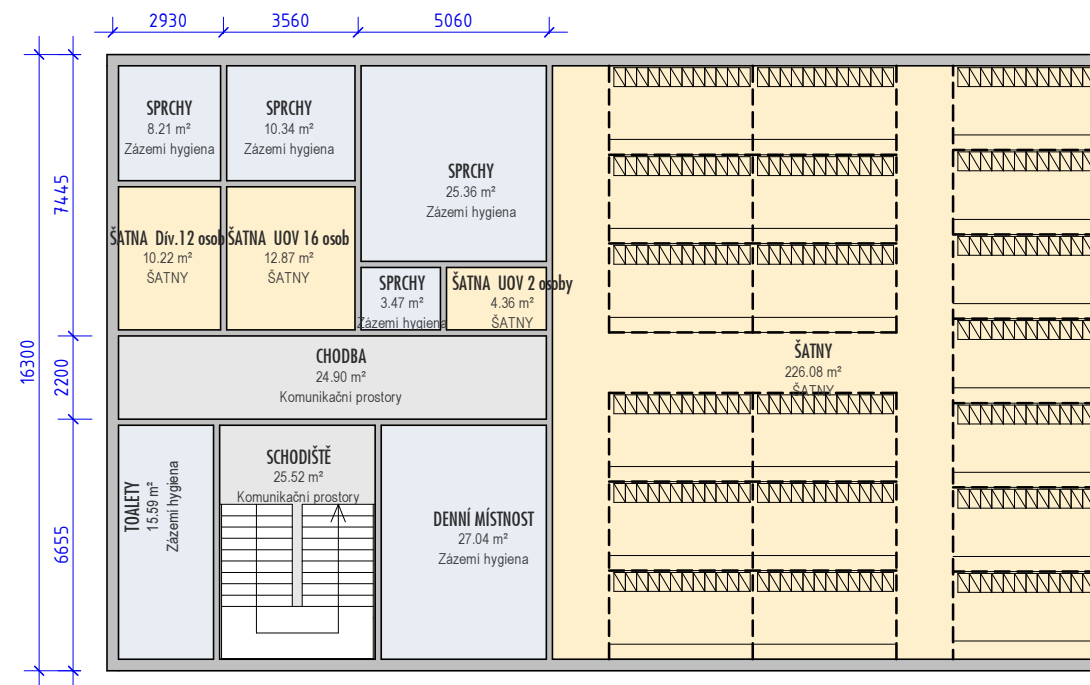 2930
3560
5060
16300
7445
2200
6655
SPRCHY
8.21 m²
Zázemí hygiena
SPRCHY
10.34 m²
Zázemí hygiena
SPRCHY
25.36 m²
Zázemí hygiena
ŠATNA Dív.12 osob
10.22 m²
ŠATNY
ŠATNA UOV 16 osob
12.87 m²
ŠATNY
SPRCHY
3.47 m²
Zázemí hygiena
ŠATNA UOV 2 osoby
4.36 m²
ŠATNY
CHODBA
24.90 m²
Komunikační prostory
ŠATNY
226.08 m²
ŠATNY
TOALETY
15.59 m²
Zázemí hygiena
SCHODIŠTĚ
25.52 m²
Komunikační prostory
DENNÍ MÍSTNOST
27.04 m²
Zázemí hygiena